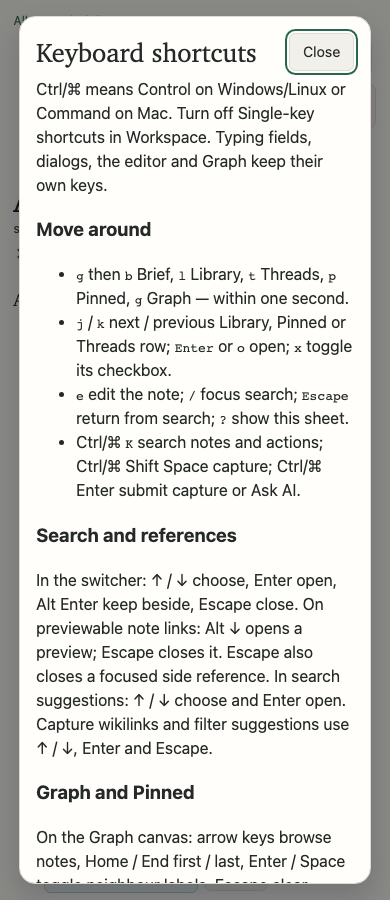 Keyboard shortcuts
Close
Ctrl/⌘ means Control on Windows/Linux or
Command on Mac. Turn off Single-key
shortcuts in Workspace. Typing fields,
dialogs, the editor and Graph keep their
own keys.
Move around
• g then b Brief, l Library, t Threads, p
Pinned, g Graph — within one second.
• j / k next / previous Library, Pinned or
Threads row; Enter or o open; x toggle
its checkbox.
• e edit the note; / focus search; Escape
return from search; ? show this sheet.
• Ctrl/⌘ K search notes and actions;
Ctrl/⌘ Shift Space capture; Ctrl/⌘
Enter submit capture or Ask AI.
Search and references
In the switcher: ↑ / ↓ choose, Enter open,
Alt Enter keep beside, Escape close. On
previewable note links: Alt ↓ opens a
preview; Escape closes it. Escape also
closes a focused side reference. In search
suggestions: ↑ / ↓ choose and Enter open.
Capture wikilinks and filter suggestions use
↑ / ↓, Enter and Escape.
Graph and Pinned
On the Graph canvas: arrow keys browse
notes, Home / End first / last, Enter / Space
toggle neighbour labels, Escape clear